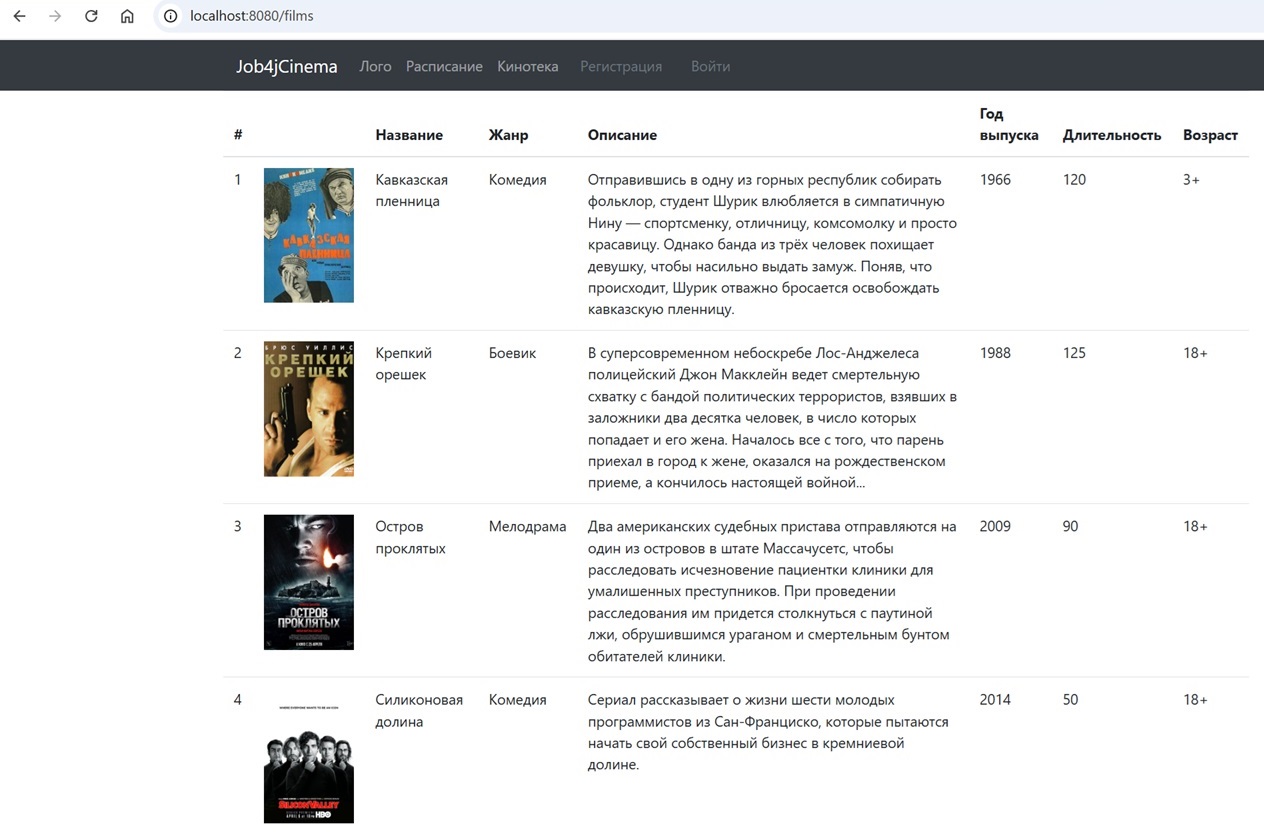 localhost:8080/films
Job4jCinema Лого Расписание Кинотека Регистрация Войти
# Название Жанр Описание Год выпуска Длительность Возраст
1
КАВКАЗСКАЯ
ПЛЕННИЦА
Кавказская
пленница
Комедия
Отправившись в одну из горных республик собирать
фольклор, студент Шурик влюбляется в симпатичную
Нину — спортсменку, отличницу, комсомолку и просто
красавицу. Однако банда из трёх человек похищает
девушку, чтобы насильно выдать замуж. Поняв, что
происходит, Шурик отважно бросается освобождать
кавказскую пленницу.
1966
120
3+
2
БРЮС УИЛЛИС
КРЕПКИЙ
ОРЕШЕК
Крепкий
орешек
Боевик
В суперсовременном небоскребе Лос-Анджелеса
полицейский Джон Макклейн ведет смертельную
схватку с бандой политических террористов, взявших в
заложники два десятка человек, в число которых
попадает и его жена. Началось все с того, что парень
приехал в город к жене, оказался на рождественском
приеме, а кончилось настоящей войной...
1988
125
18+
3
ОСТРОВ
ПРОКЛЯТЫХ
Остров
проклятых
Мелодрама
Два американских судебных пристава отправляются на
один из островов в штате Массачусетс, чтобы
расследовать исчезновение пациентки клиники для
умалишенных преступников. При проведении
расследования им придется столкнуться с паутиной
лжи, обрушившимся ураганом и смертельным бунтом
обитателей клиники.
2009
90
18+
4
SILICON VALLEY
HBO
Силиконовая
долина
Комедия
Сериал рассказывает о жизни шести молодых
программистов из Сан-Франциско, которые пытаются
начать свой собственный бизнес в кремниевой
долине.
2014
50
18+